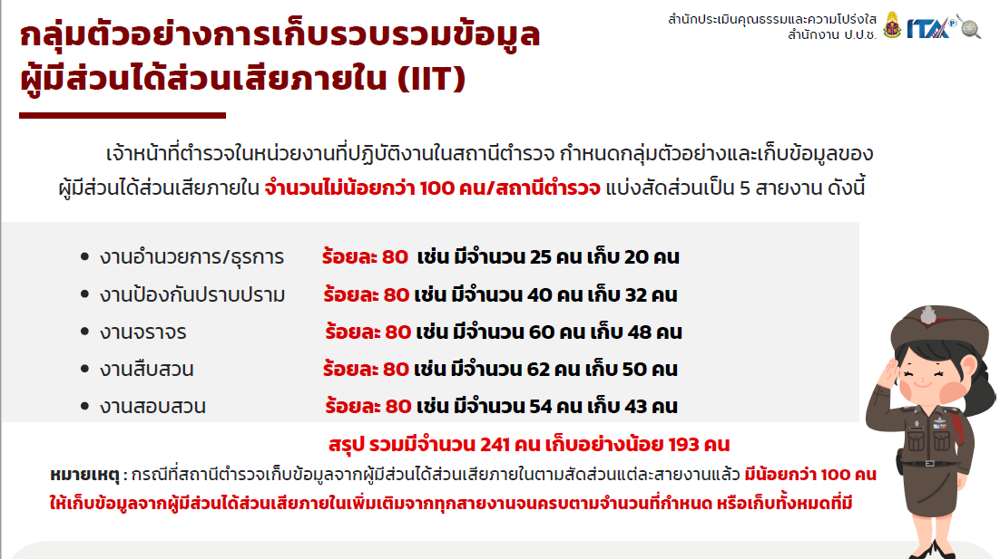 สำนักประเมินคุณธรรมและความโปร่งใส
สำนักงาน ป.ป.ช.
ITA
P
กลุ่มตัวอย่างการเก็บรวบรวมข้อมูล
ผู้มีส่วนได้ส่วนเสียภายใน (IIT)
เจ้าหน้าที่ตำรวจในหน่วยงานที่ปฏิบัติงานในสถานีตำรวจ กำหนดกลุ่มตัวอย่างและเก็บข้อมูลของ
ผู้มีส่วนได้ส่วนเสียภายใน จำนวนไม่น้อยกว่า 100 คน/สถานีตำรวจ แบ่งสัดส่วนเป็น 5 สายงาน ดังนี้
• งานอำนวยการ/ธุรการ ร้อยละ 80 เช่น มีจำนวน 25 คน เก็บ 20 คน
• งานป้องกันปราบปราม ร้อยละ 80 เช่น มีจำนวน 40 คน เก็บ 32 คน
• งานจราจร ร้อยละ 80 เช่น มีจำนวน 60 คน เก็บ 48 คน
• งานสืบสวน ร้อยละ 80 เช่น มีจำนวน 62 คน เก็บ 50 คน
• งานสอบสวน ร้อยละ 80 เช่น มีจำนวน 54 คน เก็บ 43 คน
สรุป รวมมีจำนวน 241 คน เก็บอย่างน้อย 193 คน
หมายเหตุ : กรณีที่สถานีตำรวจเก็บข้อมูลจากผู้มีส่วนได้ส่วนเสียภายในตามสัดส่วนแต่ละสายงานแล้ว มีน้อยกว่า 100 คน
ให้เก็บข้อมูลจากผู้มีส่วนได้ส่วนเสียภายในเพิ่มเติมจากทุกสายงานจนครบตามจำนวนที่กำหนด หรือเก็บทั้งหมดที่มี